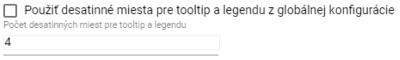 Použiť desatinné miesta pre tooltip a legendu z globálnej konfigurácie
Počet desatinných miest pre tooltip a legendu
4